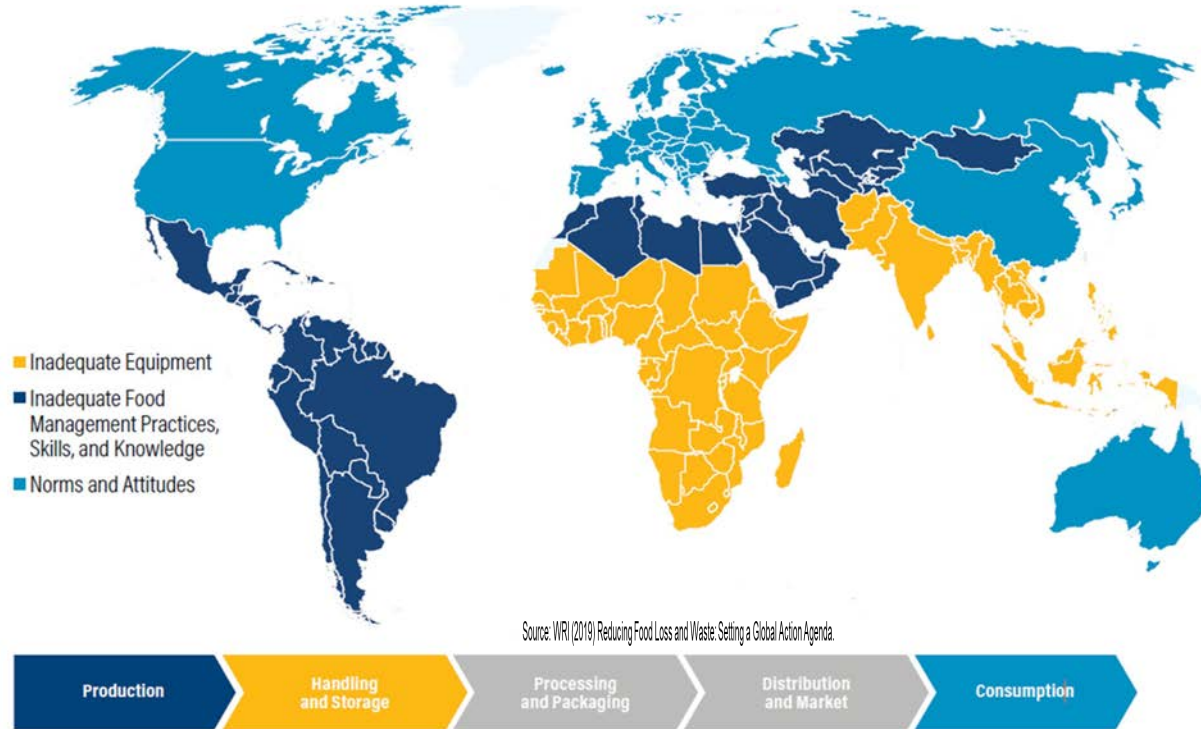 Inadequate Equipment
Inadequate Food
Management Practices,
Skills, and Knowledge
Norms and Attitudes
Source: WRI (2019) Reducing Food Loss and Waste: Setting a Global Action Agenda.
Production
Handling
and Storage
Processing
and Packaging
Distribution
and Market
Consumption